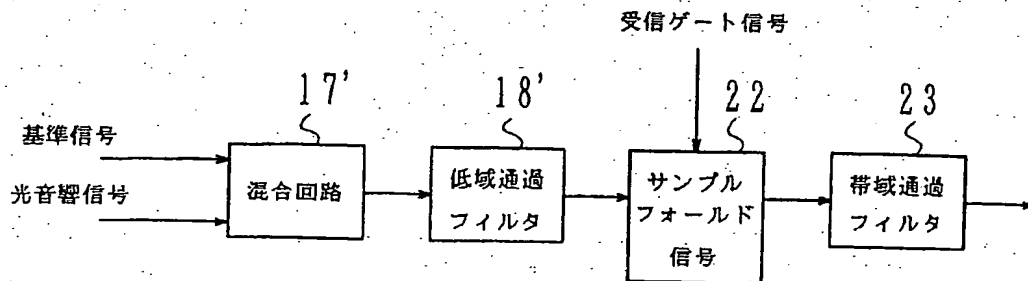 受信ゲート信号
17'
18'
22
23
基準信号
光音響信号
混合回路
低域通過
フィルタ
サンプル
フォールド
信号
帯域通過
フィルタ